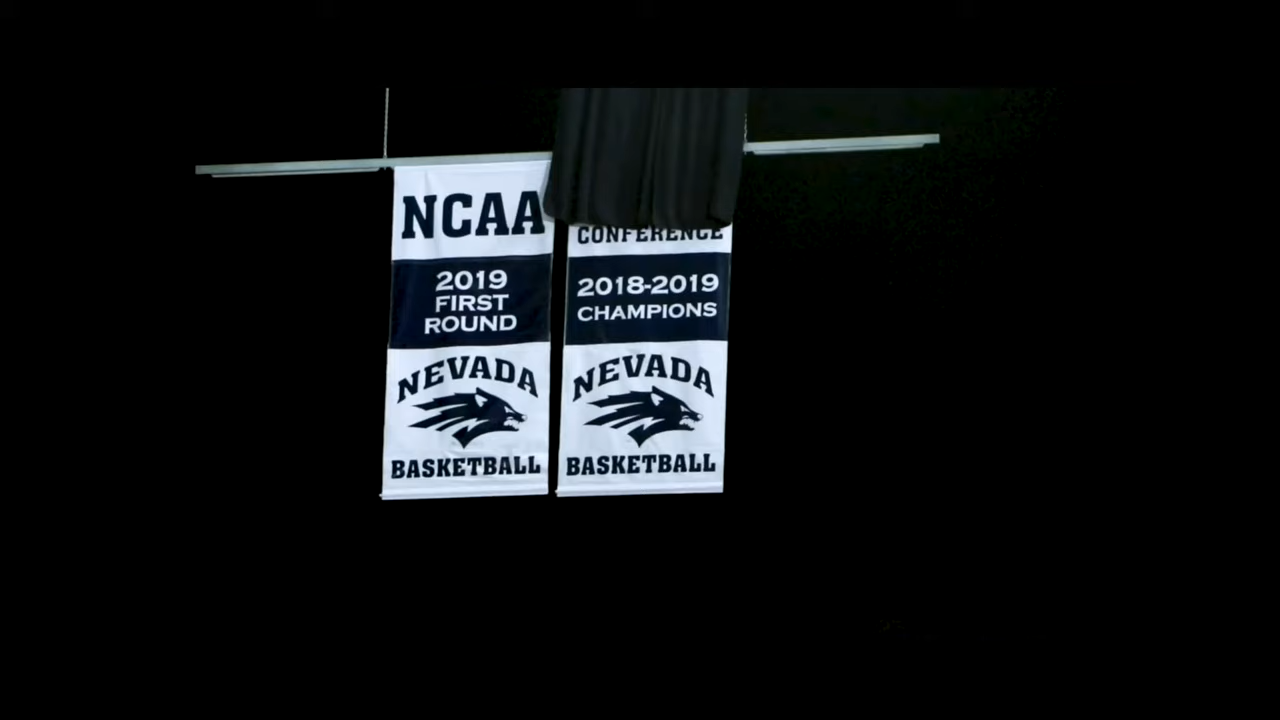 NCAA
2019
FIRST
ROUND
NEVADA
BASKETBALL
CONFERENCE
2018-2019
CHAMPIONS
NEVADA
BASKETBALL